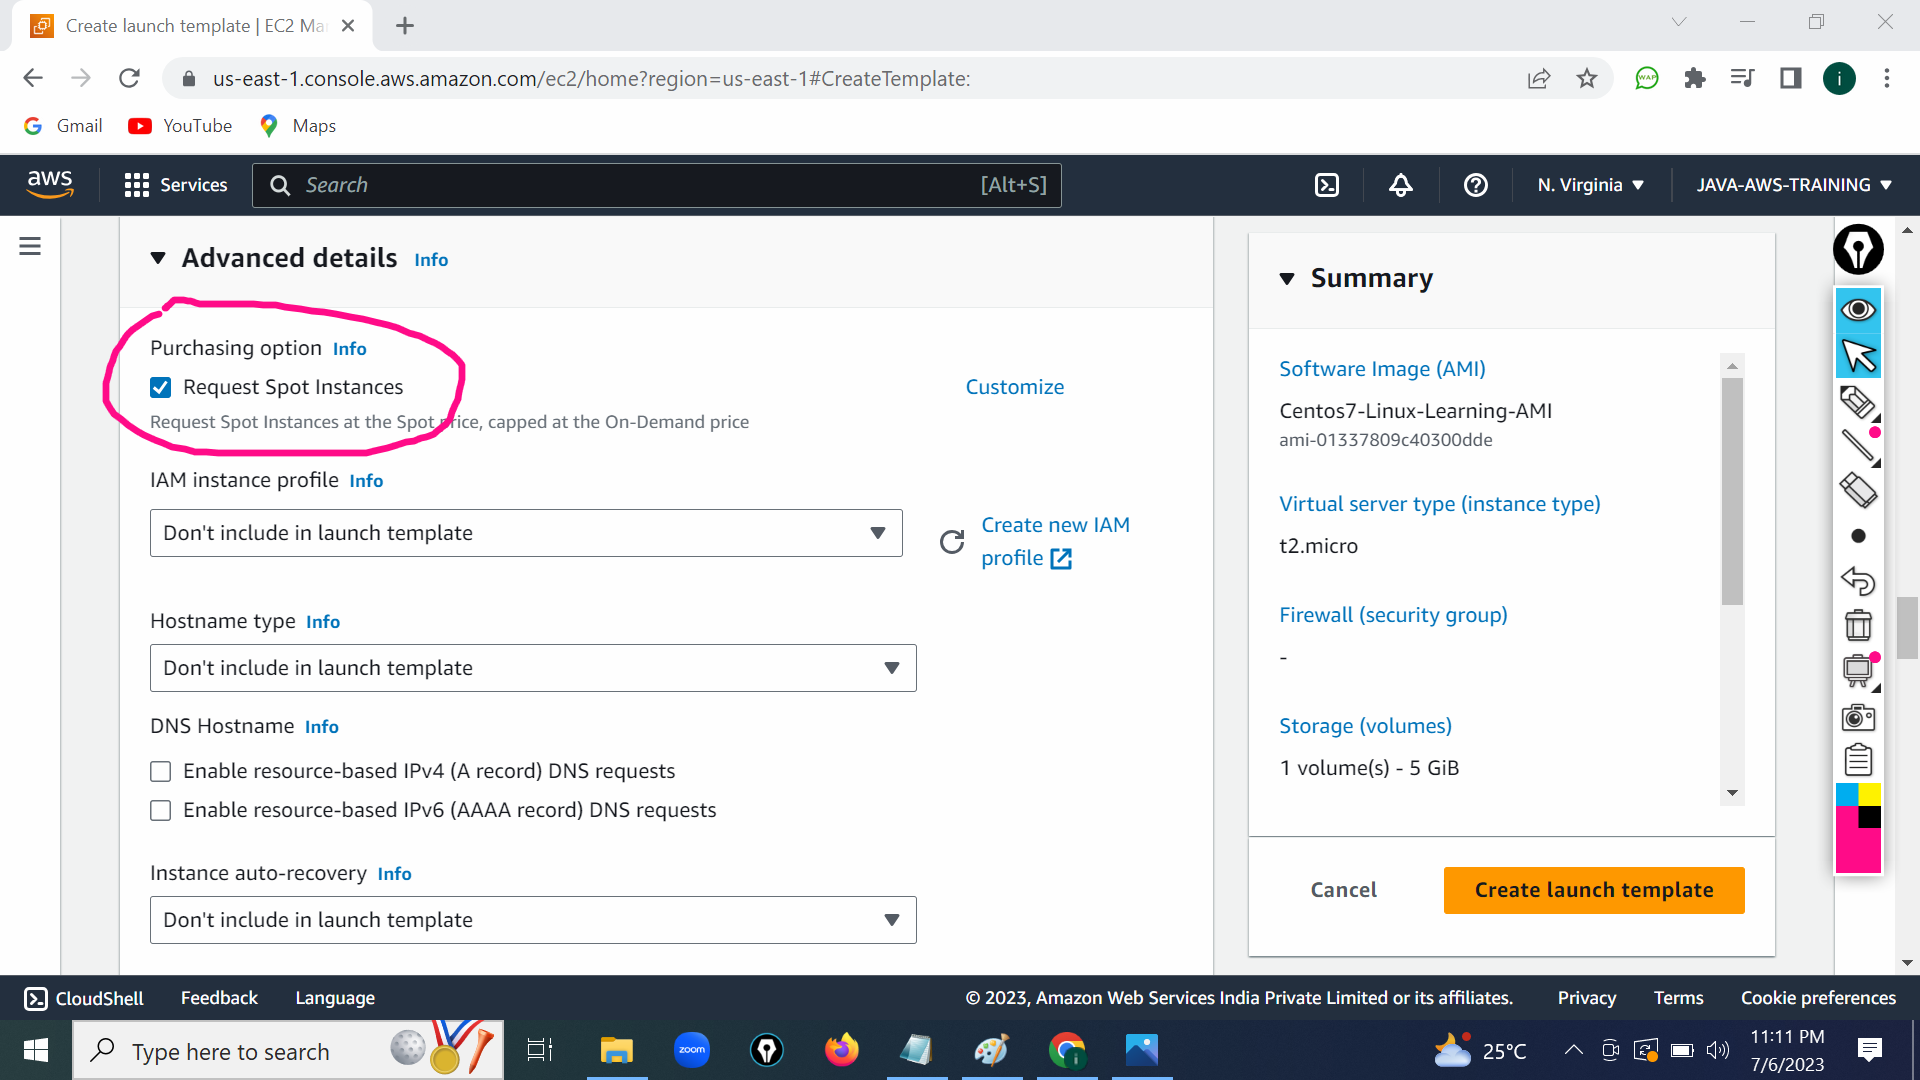 Create launch template | EC2 Ma
us-east-1.console.aws.amazon.com/ec2/home?region=us-east-1#CreateTemplate:
WAP
i
Gmail YouTube Maps
aws Services Search [Alt+S] N. Virginia JAVA-AWS-TRAINING
Advanced details Info
Purchasing option Info
Request Spot Instances
Customize
Request Spot Instances at the Spot price, capped at the On-Demand price
IAM instance profile Info
Don't include in launch template
Create new IAM
profile
Hostname type Info
Don't include in launch template
DNS Hostname Info
Enable resource-based IPv4 (A record) DNS requests
Enable resource-based IPv6 (AAAA record) DNS requests
Instance auto-recovery Info
Don't include in launch template
Summary
Software Image (AMI)
Centos7-Linux-Learning-AMI
ami-01337809c40300dde
Virtual server type (instance type)
t2.micro
Firewall (security group)
-
Storage (volumes)
1 volume(s) - 5 GiB
Cancel Create launch template
CloudShell Feedback Language © 2023, Amazon Web Services India Private Limited or its affiliates. Privacy Terms Cookie preferences
Type here to search
zoom
i
25°C
11:11 PM
7/6/2023